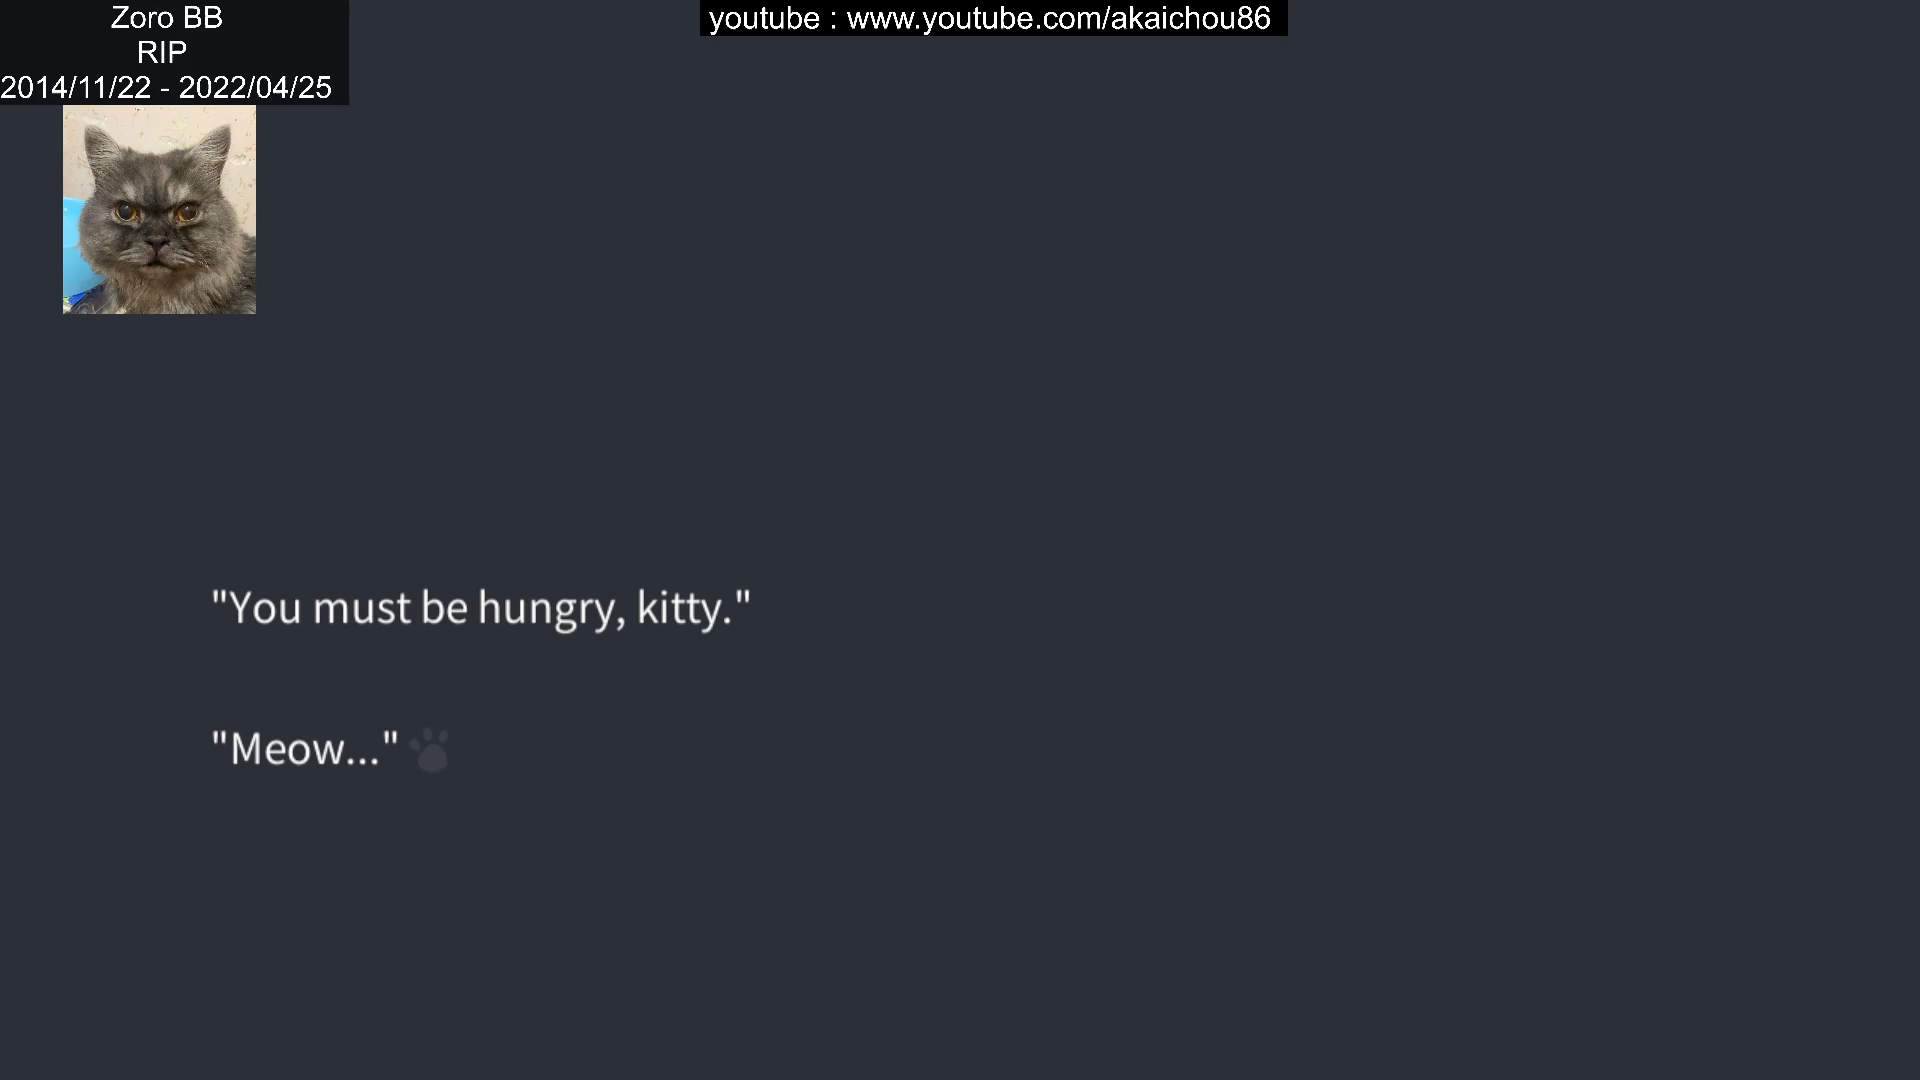 Zoro BB
RIP
2014/11/22 - 2022/04/25
youtube : www.youtube.com/akaichou86
"You must be hungry, kitty."
"Meow..."